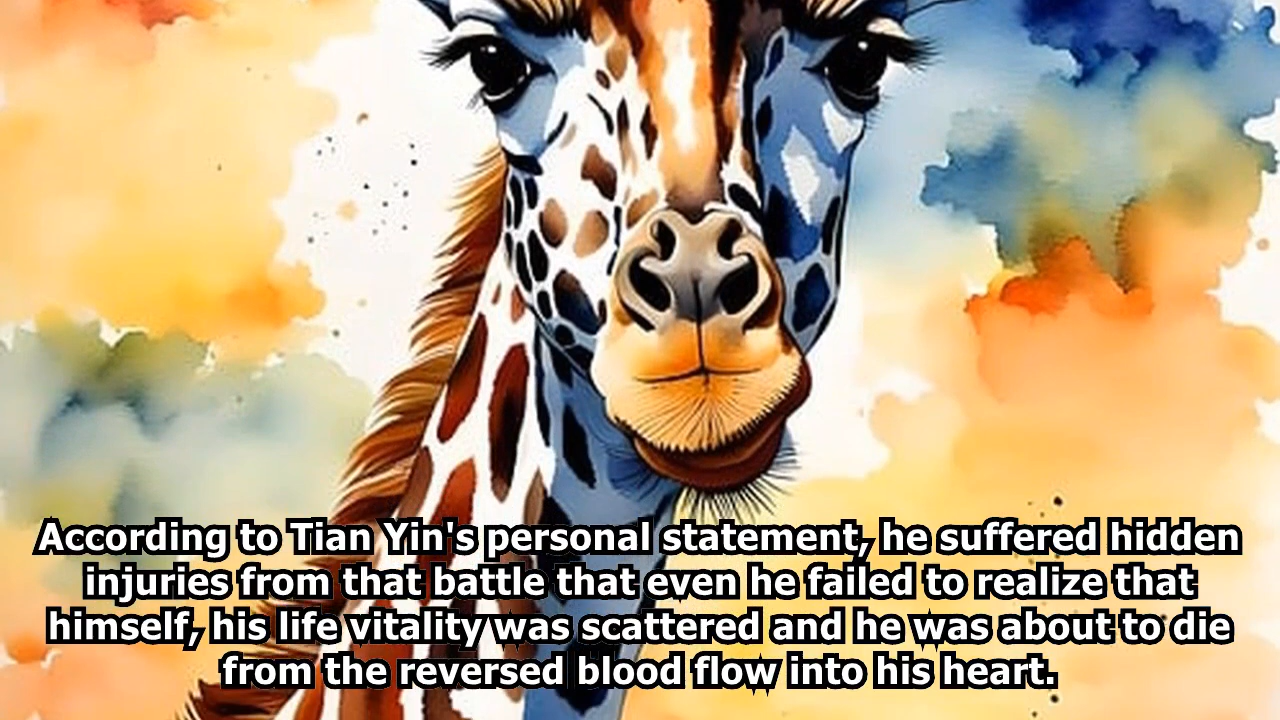 According to Tian Yin's personal statement, he suffered hidden
injuries from that battle that even he failed to realize that
himself, his life vitality was scattered and he was about to die
from the reversed blood flow into his heart.